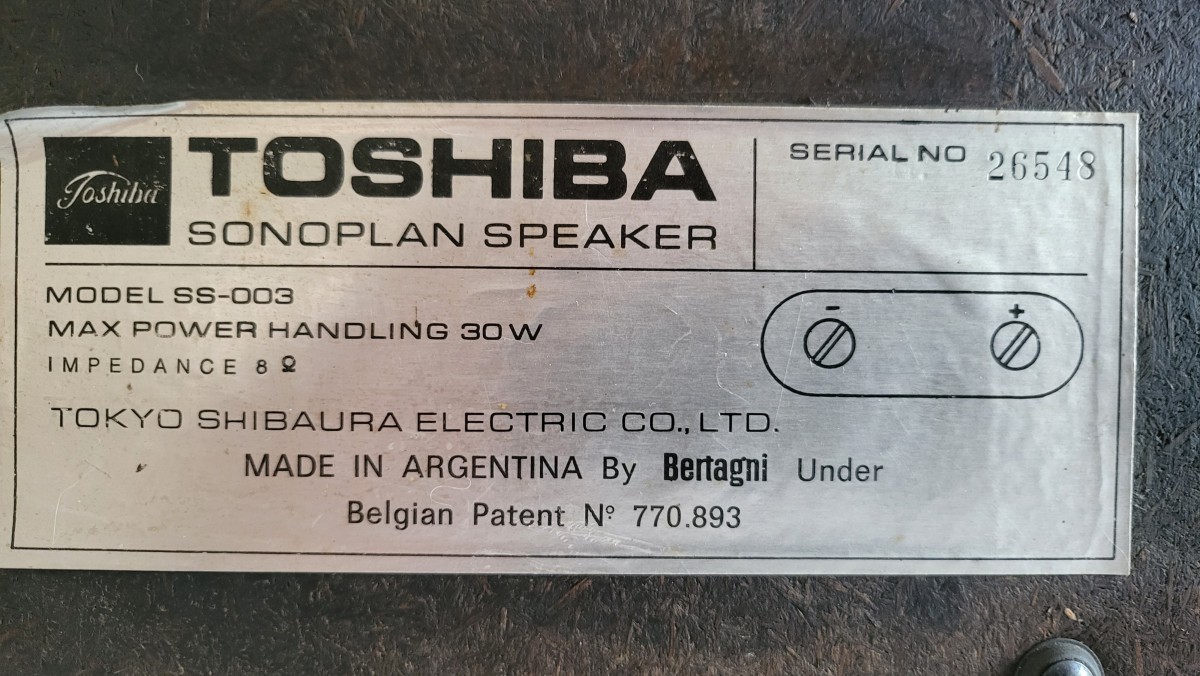 Toshiba
TOSHIBA
SONOPLAN SPEAKER
SERIAL NO 26548
MODEL SS-003
MAX POWER HANDLING 30W
IMPEDANCE 8 Ω
- +
TOKYO SHIBAURA ELECTRIC CO., LTD.
MADE IN ARGENTINA By Bertagni Under
Belgian Patent Nº 770.893